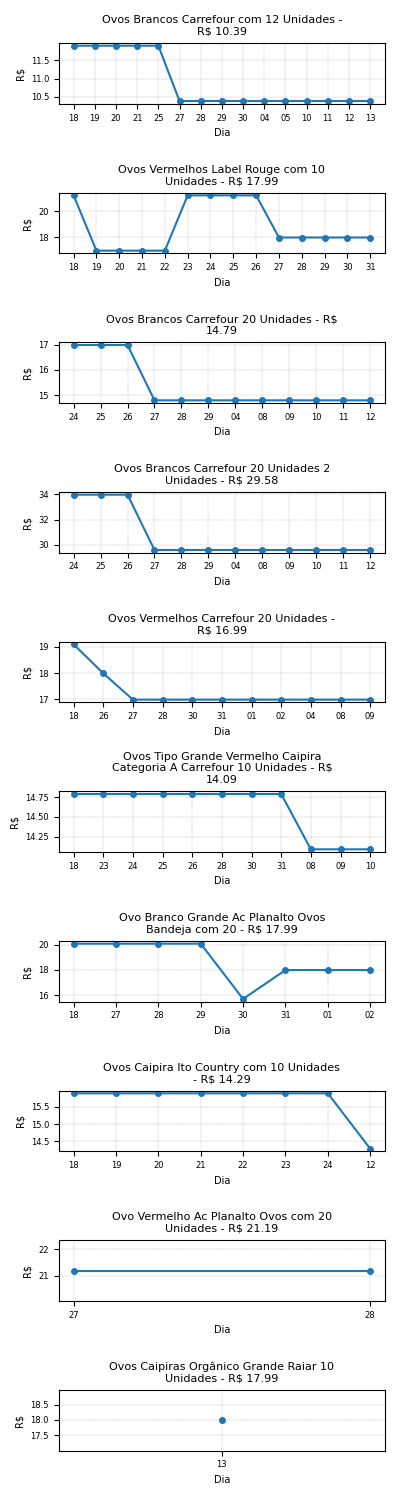 Ovos Brancos Carrefour com 12 Unidades -
R$ 10.39
11.5
11.0
10.5
R$
18 19 20 21 25 27 28 29 30 04 05 10 11 12 13
Dia
Ovos Vermelhos Label Rouge com 10
Unidades - R$ 17.99
20
18
R$
18 19 20 21 22 23 24 25 26 27 28 29 30 31
Dia
Ovos Brancos Carrefour 20 Unidades - R$
14.79
17
16
15
R$
24 25 26 27 28 29 04 08 09 10 11 12
Dia
Ovos Brancos Carrefour 20 Unidades 2
Unidades - R$ 29.58
34
32
30
R$
24 25 26 27 28 29 04 08 09 10 11 12
Dia
Ovos Vermelhos Carrefour 20 Unidades -
R$ 16.99
19
18
17
R$
18 26 27 28 30 31 01 02 04 08 09
Dia
Ovos Tipo Grande Vermelho Caipira
Categoria A Carrefour 10 Unidades - R$
14.09
14.75
14.50
14.25
R$
18 23 24 25 26 28 30 31 08 09 10
Dia
Ovo Branco Grande Ac Planalto Ovos
Bandeja com 20 - R$ 17.99
20
18
16
R$
18 27 28 29 30 31 01 02
Dia
Ovos Caipira Ito Country com 10 Unidades
- R$ 14.29
15.5
15.0
14.5
R$
18 19 20 21 22 23 24 12
Dia
Ovo Vermelho Ac Planalto Ovos com 20
Unidades - R$ 21.19
22
21
R$
27 28
Dia
Ovos Caipiras Orgânico Grande Raiar 10
Unidades - R$ 17.99
18.5
18.0
17.5
R$
13
Dia